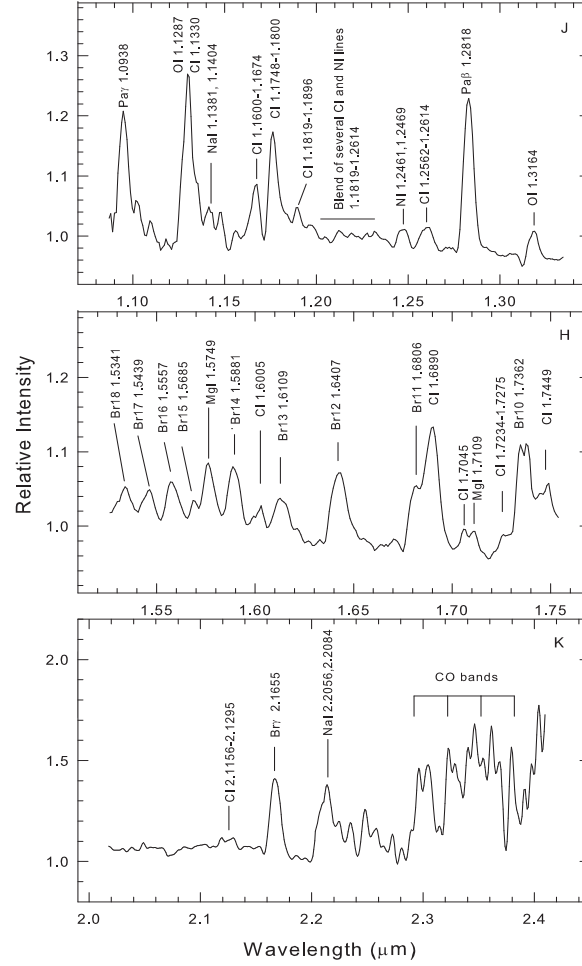 J
1.3
1.2
1.1
1.0
Paγ 1.0938
OI 1.1287
CI 1.1330
NaI 1.1381, 1.1404
CI 1.1600-1.1674
CI 1.1748-1.1800
CI 1.1819-1.1896
Blend of several CI and NI lines
1.1819-1.2614
NI 1.2461,1.2469
CI 1.2562-1.2614
Paβ 1.2818
OI 1.3164
1.10 1.15 1.20 1.25 1.30
H
1.2
1.1
1.0
Br18 1.5341
Br17 1.5439
Br16 1.5557
Br15 1.5685
MgI 1.5749
Br14 1.5881
CI 1.6005
Br13 1.6109
Br12 1.6407
Br11 1.6806
CI 1.6890
CI 1.7045
MgI 1.7109
CI 1.7234-1.7275
Br10 1.7362
CI 1.7449
1.55 1.60 1.65 1.70 1.75
Relative Intensity
K
2.0
1.5
1.0
CI 2.1156-2.1295
Brγ 2.1655
NaI 2.2056,2.2084
CO bands
2.0 2.1 2.2 2.3 2.4
Wavelength (μm)